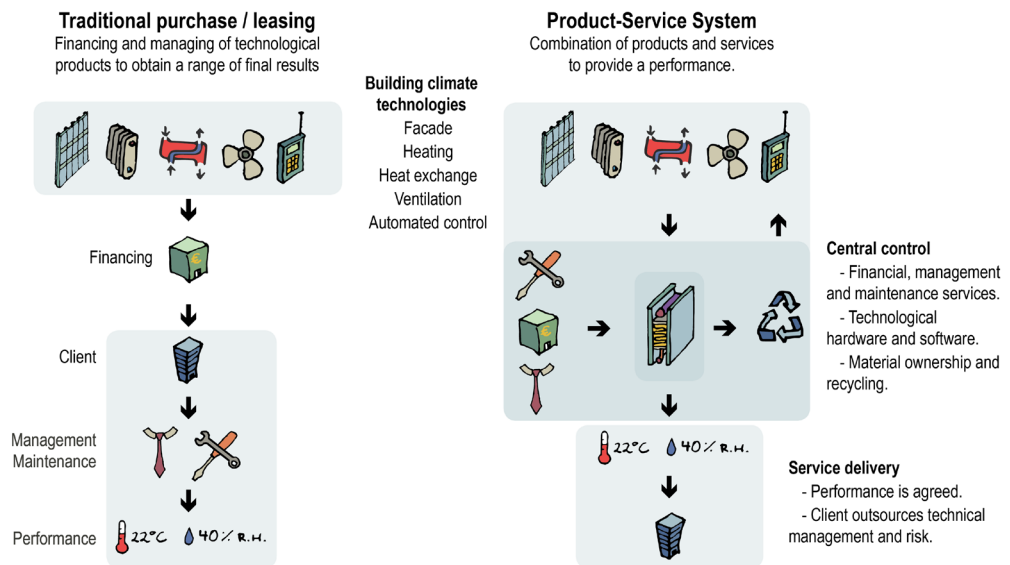 Traditional purchase / leasing
Financing and managing of technological
products to obtain a range of final results
Financing
Client
Management
Maintenance
Performance
22°C
40% R.H.
Building climate
technologies
Facade
Heating
Heat exchange
Ventilation
Automated control
Product-Service System
Combination of products and services
to provide a performance.
Central control
- Financial, management
and maintenance services.
- Technological
hardware and software.
- Material ownership and
recycling.
22°C
40% R.H.
Service delivery
- Performance is agreed.
- Client outsources technical
management and risk.